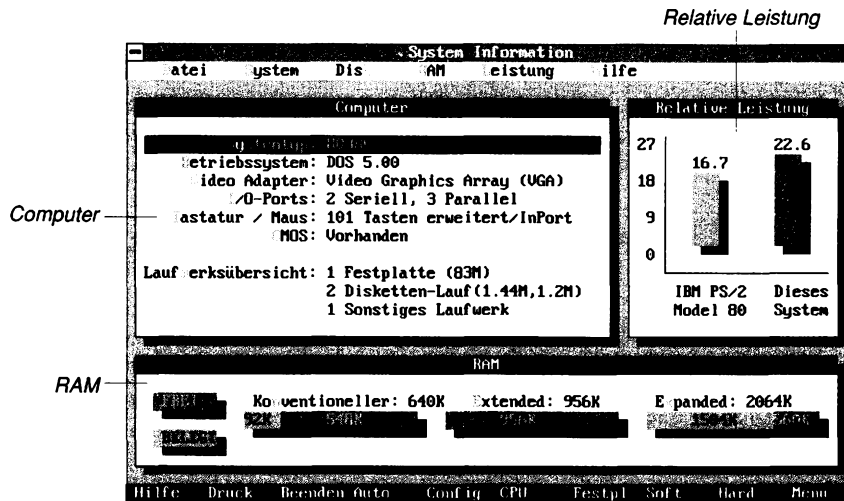 Relative Leistung
System Information
atei ystem Dis AM eistung ilfe
Computer
etriebssystem: DOS 5.00
ideo Adapter: Video Graphics Array (VGA)
/O-Ports: 2 Seriell, 3 Parallel
astatur / Maus: 101 Tasten erweitert/InPort
MOS: Vorhanden
Lauf erksübersicht: 1 Festplatte (83M)
2 Disketten-Lauf(1.44M,1.2M)
1 Sonstiges Laufwerk
Computer
Relative Leistung
27
18
9
0
16.7
22.6
IBM PS/2 Model 80
Dieses System
RAM
RAM
Ko ventioneller: 640K xtended: 956K E panded: 2064K
Hilfe Druck Beenden Auto Config CPU Festpl Soft Hard Menu